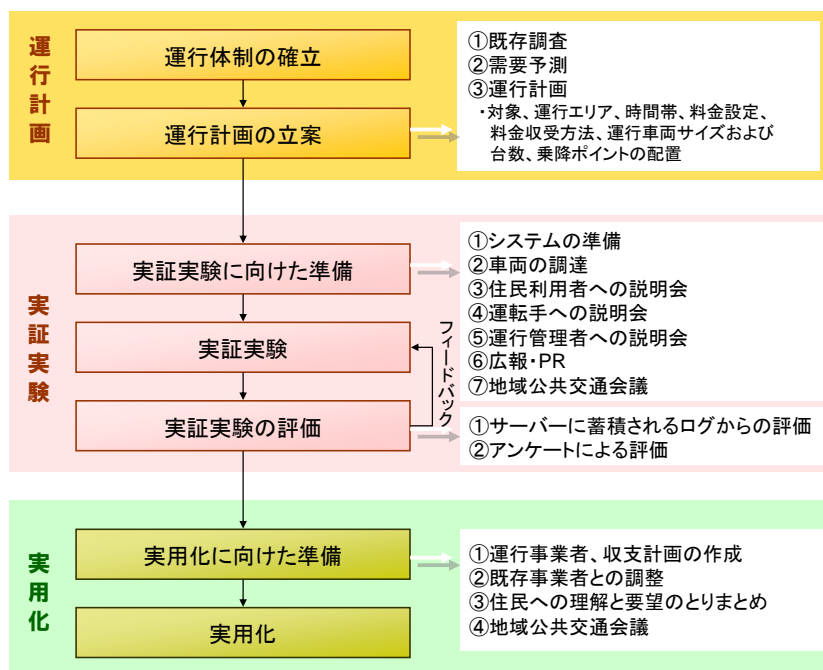 運行計画
運行体制の確立
運行計画の立案
①既存調査
②需要予測
③運行計画
・対象、運行エリア、時間帯、料金設定、
料金収受方法、運行車両サイズおよび
台数、乗降ポイントの配置
実証実験
実証実験に向けた準備
①システムの準備
②車両の調達
③住民利用者への説明会
④運転手への説明会
⑤運行管理者への説明会
⑥広報・PR
⑦地域公共交通会議
実証実験
フィードバック
実証実験の評価
①サーバーに蓄積されるログからの評価
②アンケートによる評価
実用化
実用化に向けた準備
①運行事業者、収支計画の作成
②既存事業者との調整
③住民への理解と要望のとりまとめ
④地域公共交通会議
実用化